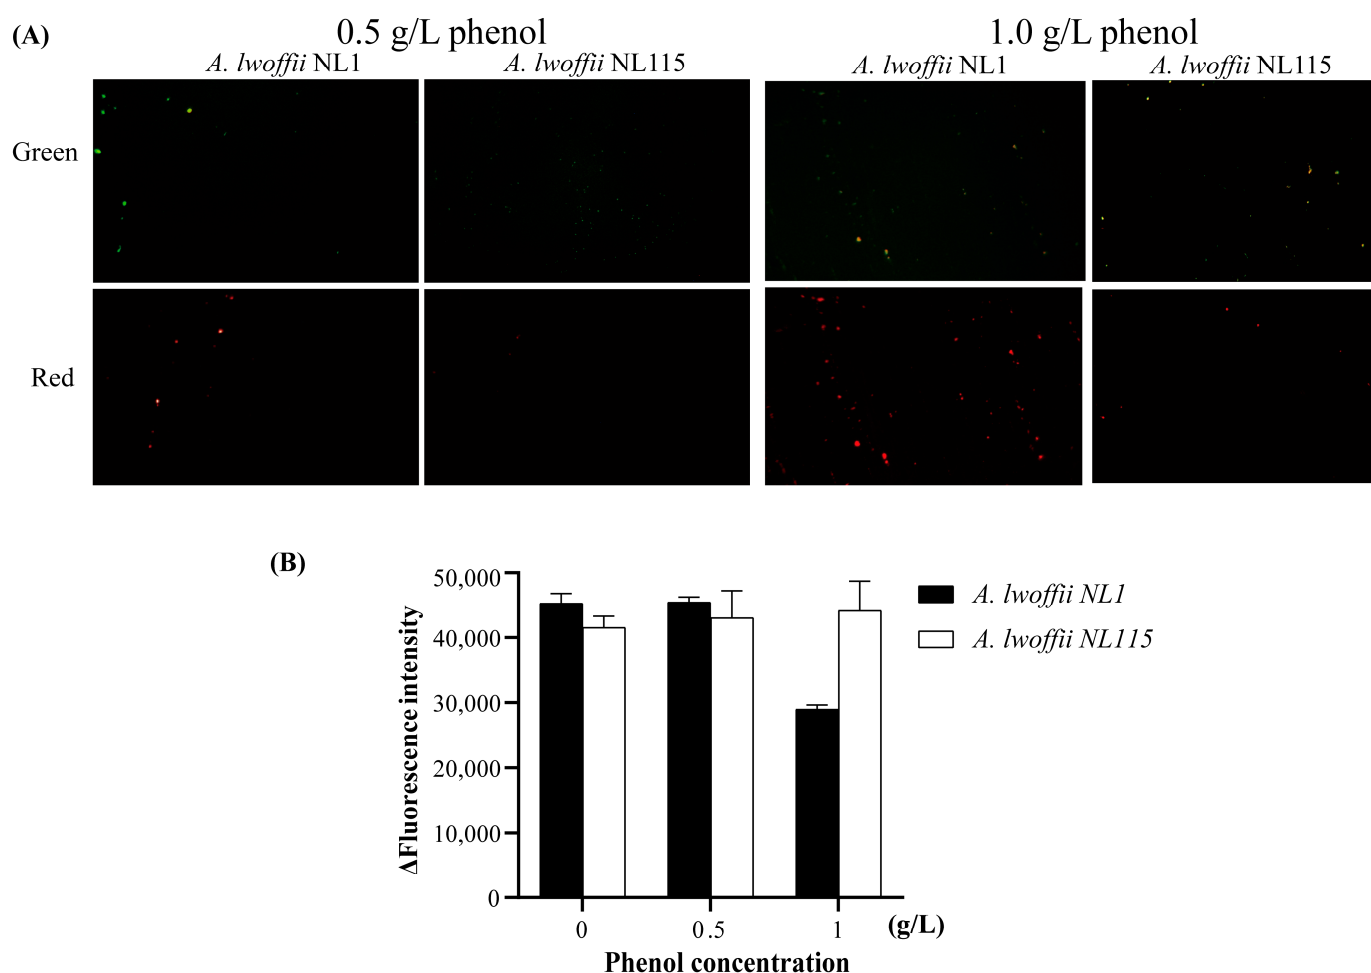 (A)
0.5 g/L phenol 1.0 g/L phenol
A. lwoffii NL1 A. lwoffii NL115 A. lwoffii NL1 A. lwoffii NL115
Green
Red
(B)
ΔFluorescence intensity
50,000
40,000
30,000
20,000
10,000
0
A. lwoffii NL1
A. lwoffii NL115
0 0.5 1 (g/L)
Phenol concentration